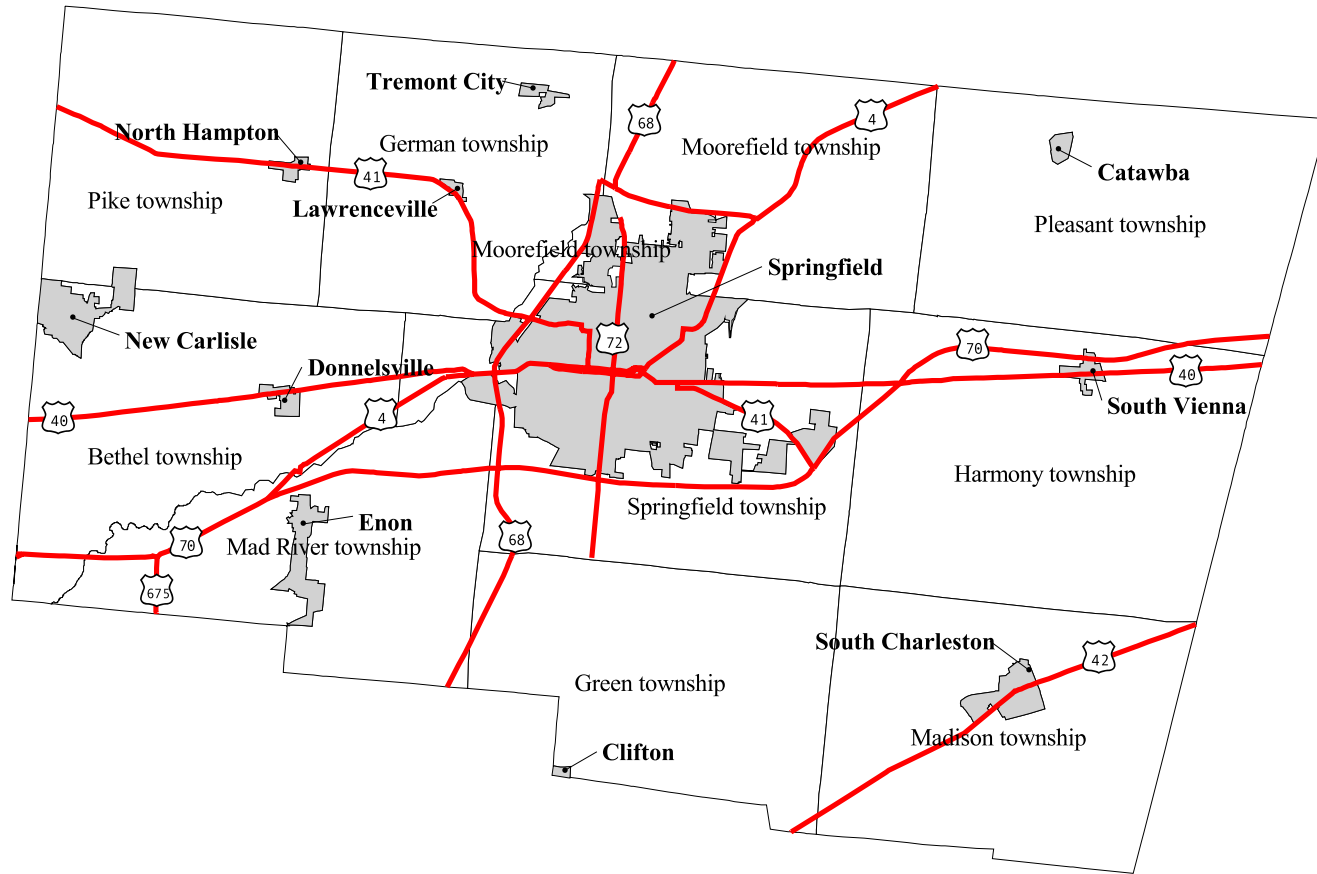 Tremont City
68
4
North Hampton
German township
Moorefield township
41
Catawba
Pike township
Lawrenceville
Pleasant township
Moorefield township
Springfield
New Carlisle
72
70
Donnelsville
40
40
4
41
South Vienna
Bethel township
Harmony township
Springfield township
Enon
70
Mad River township
68
675
South Charleston
42
Green township
Madison township
Clifton